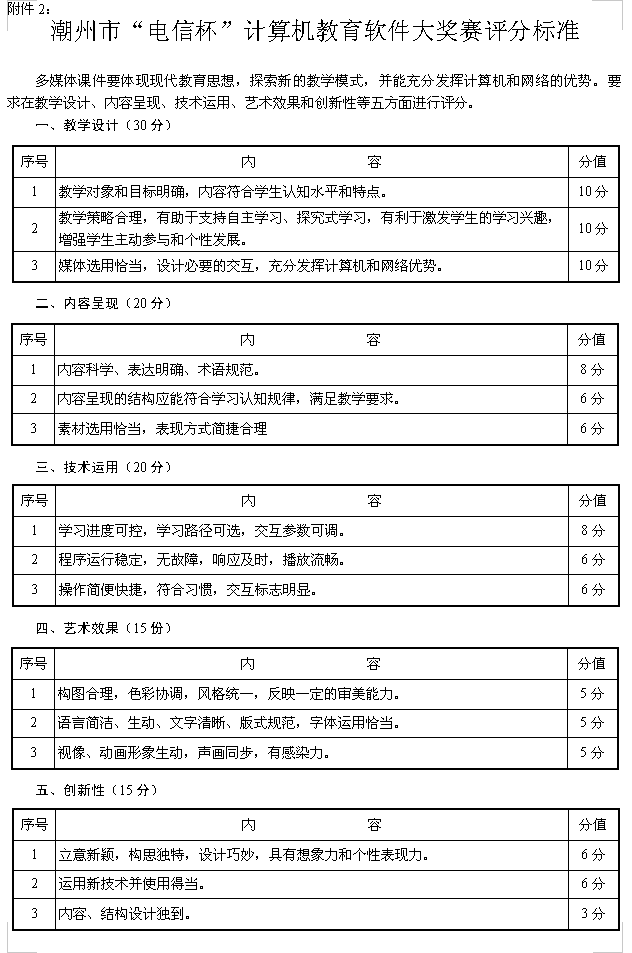 附件 2：
潮州市“电信杯”计算机教育软件大奖赛评分标准
多媒体课件要体现现代教育思想，探索新的教学模式，并能充分发挥计算机和网络的优势。要
求在教学设计、内容呈现、技术运用、艺术效果和创新性等五方面进行评分。
一、教学设计（30 分）
序号 内 容 分值
1 教学对象和目标明确，内容符合学生认知水平和特点。 10 分
2 教学策略合理，有助于支持自主学习、探究式学习，有利于激发学生的学习兴趣， 10 分
增强学生主动参与和个性发展。
3 媒体选用恰当，设计必要的交互，充分发挥计算机和网络优势。 10 分
二、内容呈现（20 分）
序号 内 容 分值
1 内容科学、表达明确、术语规范。 8 分
2 内容呈现的结构应能符合学习认知规律，满足教学要求。 6 分
3 素材选用恰当，表现方式简捷合理 6 分
三、技术运用（20 分）
序号 内 容 分值
1 学习进度可控，学习路径可选，交互参数可调。 8 分
2 程序运行稳定，无故障，响应及时，播放流畅。 6 分
3 操作简便快捷，符合习惯，交互标志明显。 6 分
四、艺术效果（15 份）
序号 内 容 分值
1 构图合理，色彩协调，风格统一，反映一定的审美能力。 5 分
2 语言简洁、生动、文字清晰、版式规范，字体运用恰当。 5 分
3 视像、动画形象生动，声画同步，有感染力。 5 分
五、创新性（15 分）
序号 内 容 分值
1 立意新颖，构思独特，设计巧妙，具有想象力和个性表现力。 6 分
2 运用新技术并使用得当。 6 分
3 内容、结构设计独到。 3 分